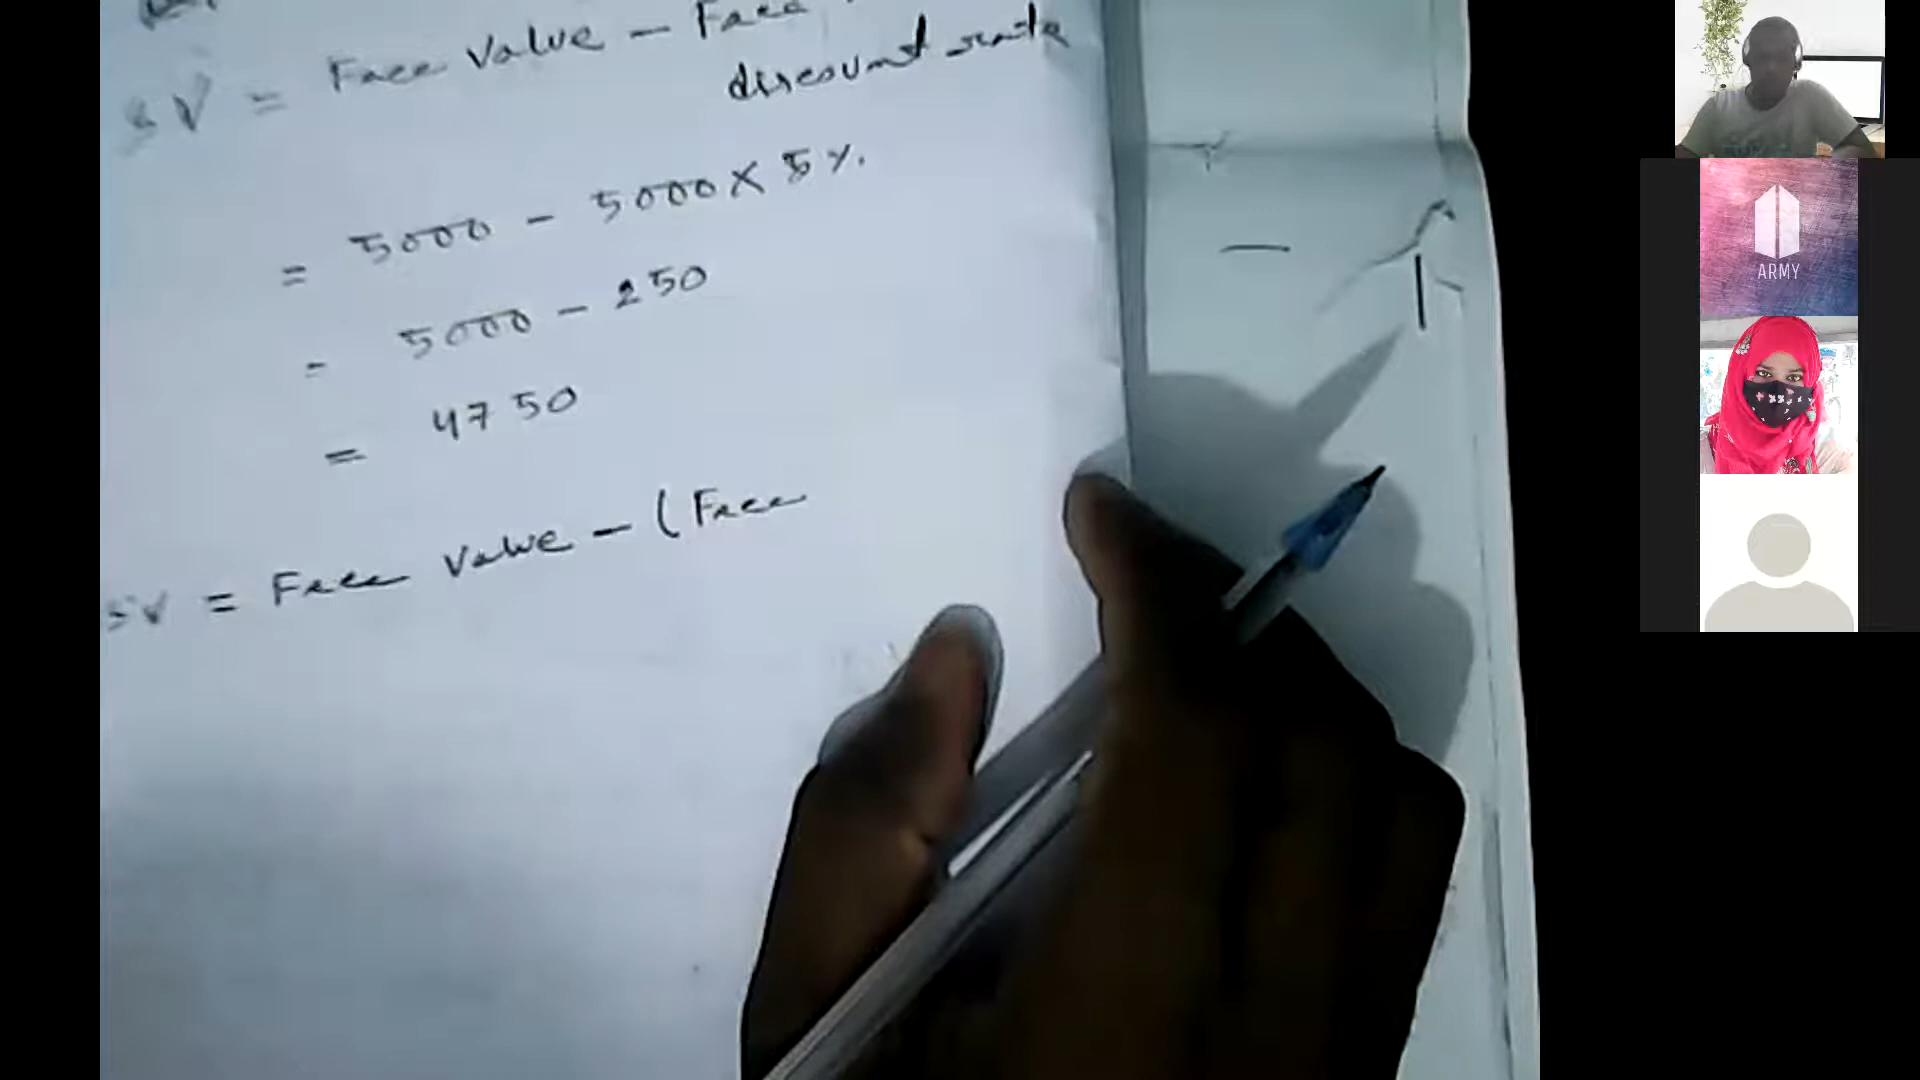 SV = Face Value - Face
discount rate
= 5000 - 5000 X 5%.
= 5000 - 250
= 4750
SV = Face Value - (Face
ARMY